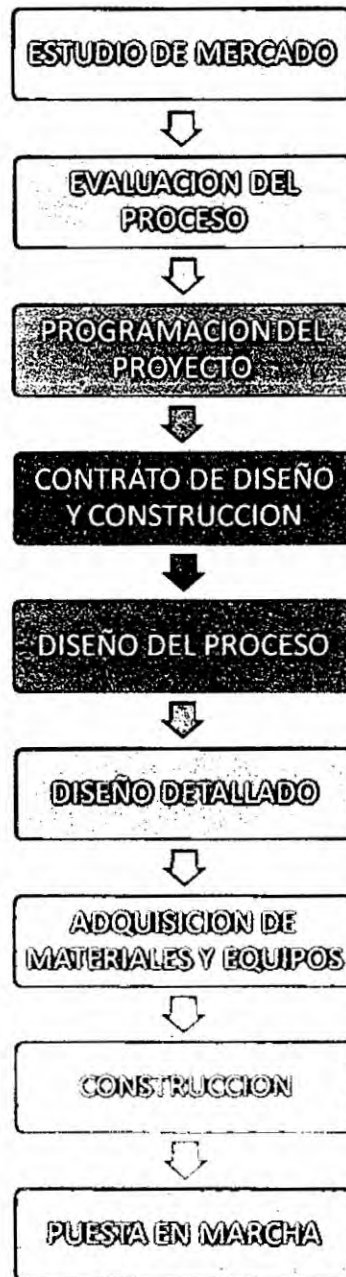 ESTUDIO DE MERCADO
EVALUACION DEL
PROCESO
PROGRAMACION DEL
PROYECTO
CONTRATO DE DISEÑO
Y CONSTRUCCION
DISEÑO DEL PROCESO
DISEÑO DETALLADO
ADQUISICION DE
MATERIALES Y EQUIPOS
CONSTRUCCION
PUESTA EN MARCHA